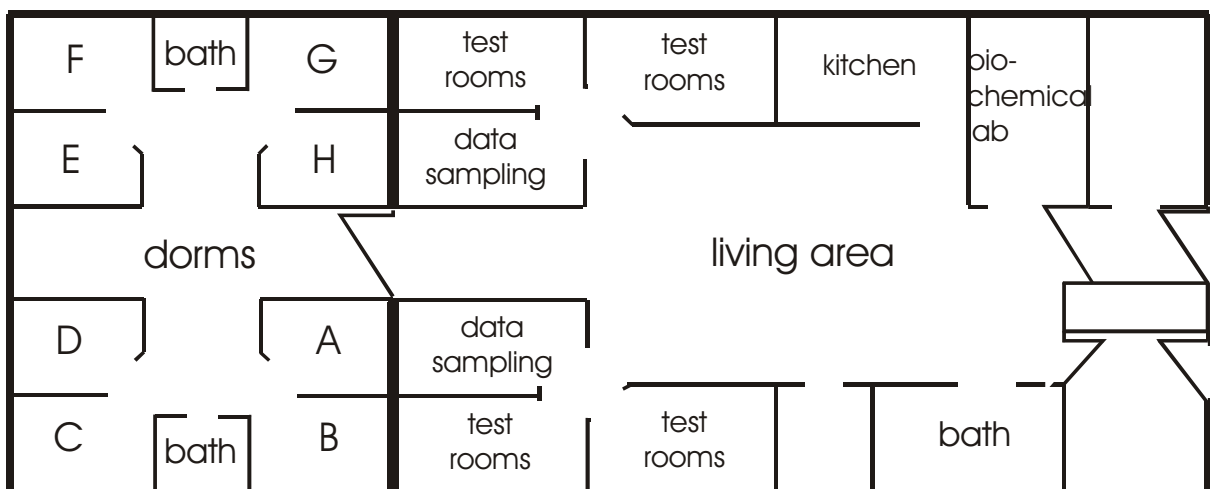 F
bath
G
test
rooms
test
rooms
kitchen
bio-
chemical
lab
E
H
data
sampling
dorms
living area
D
A
data
sampling
C
bath
B
test
rooms
test
rooms
bath